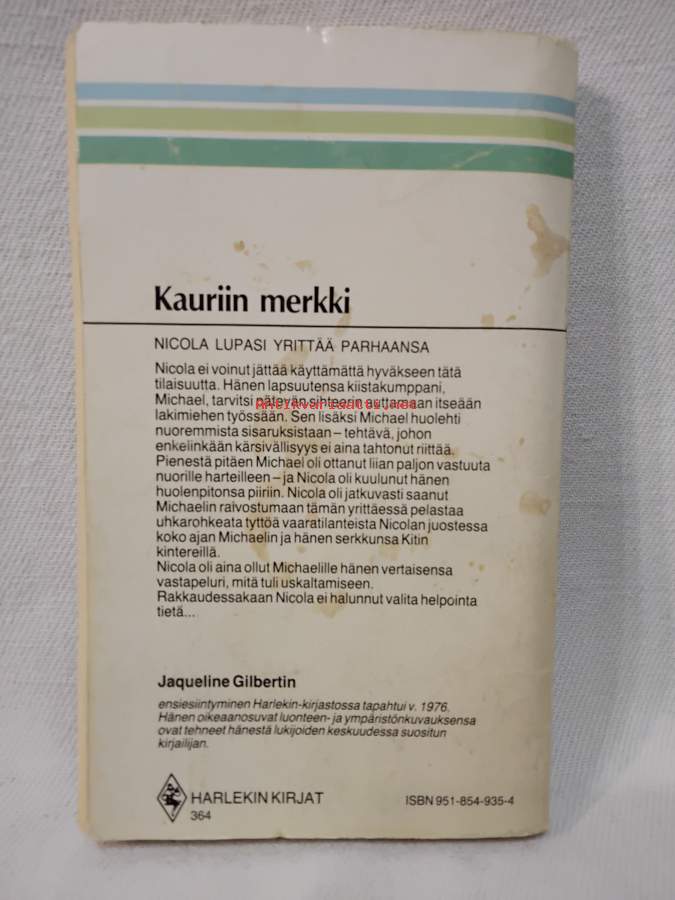 Kauriin merkki
NICOLA LUPASI YRITTÄÄ PARHAANSA
Nicola ei voinut jättää käyttämättä hyväkseen tätä
tilaisuutta. Hänen lapsuutensa kiistakumppani,
Michael, tarvitsi pätevän sihteerin auttamaan itseään
lakimiehen työssään. Sen lisäksi Michael huolehti
nuoremmista sisaruksistaan – tehtävä, johon
enkelinkään kärsivällisyys ei aina tahtonut riittää.
Pienestä pitäen Michael oli ottanut liian paljon vastuuta
nuorille harteilleen – ja Nicola oli kuulunut hänen
huolenpitonsa piiriin. Nicola oli jatkuvasti saanut
Michaelin raivostumaan tämän yrittäessä pelastaa
uhkarohkeata tyttöä vaaratilanteista Nicolan juostessa
koko ajan Michaelin ja hänen serkkunsa Kitin
kintereillä.
Nicola oli aina ollut Michaelille hänen vertaisensa
vastapeluri, mitä tuli uskaltamiseen.
Rakkaudessakaan Nicola ei halunnut valita helpointa
tietä...
Jaqueline Gilbertin
ensiesiintyminen Harlekin-kirjastossa tapahtui v. 1976.
Hänen oikeaanosuvat luonteen- ja ympäristönkuvauksensa
ovat tehneet hänestä lukijoiden keskuudessa suositun
kirjailijan.
HARLEKIN KIRJAT
364
ISBN 951-854-935-4